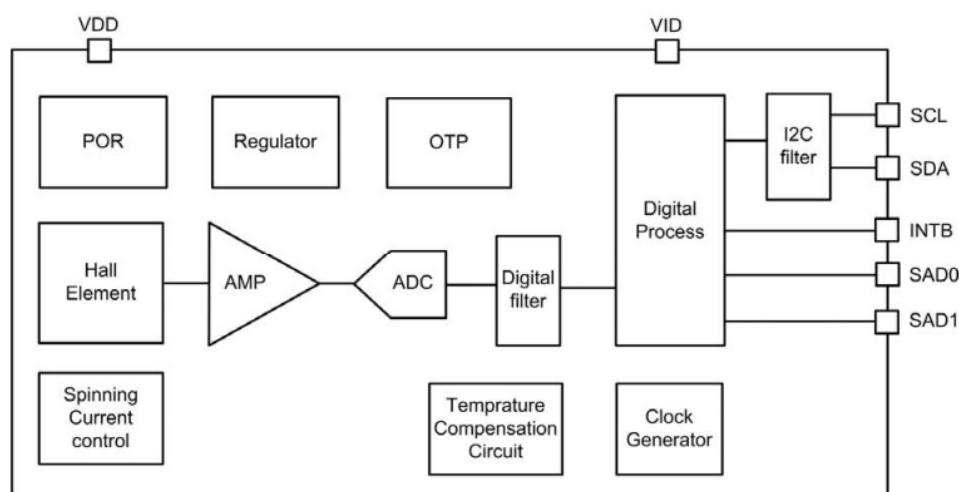 VDD
VID
POR
Regulator
OTP
Digital
Process
I2C
filter
SCL
SDA
INTB
SAD0
SAD1
Hall
Element
AMP
ADC
Digital
filter
Spinning
Current
control
Temprature
Compensation
Circuit
Clock
Generator